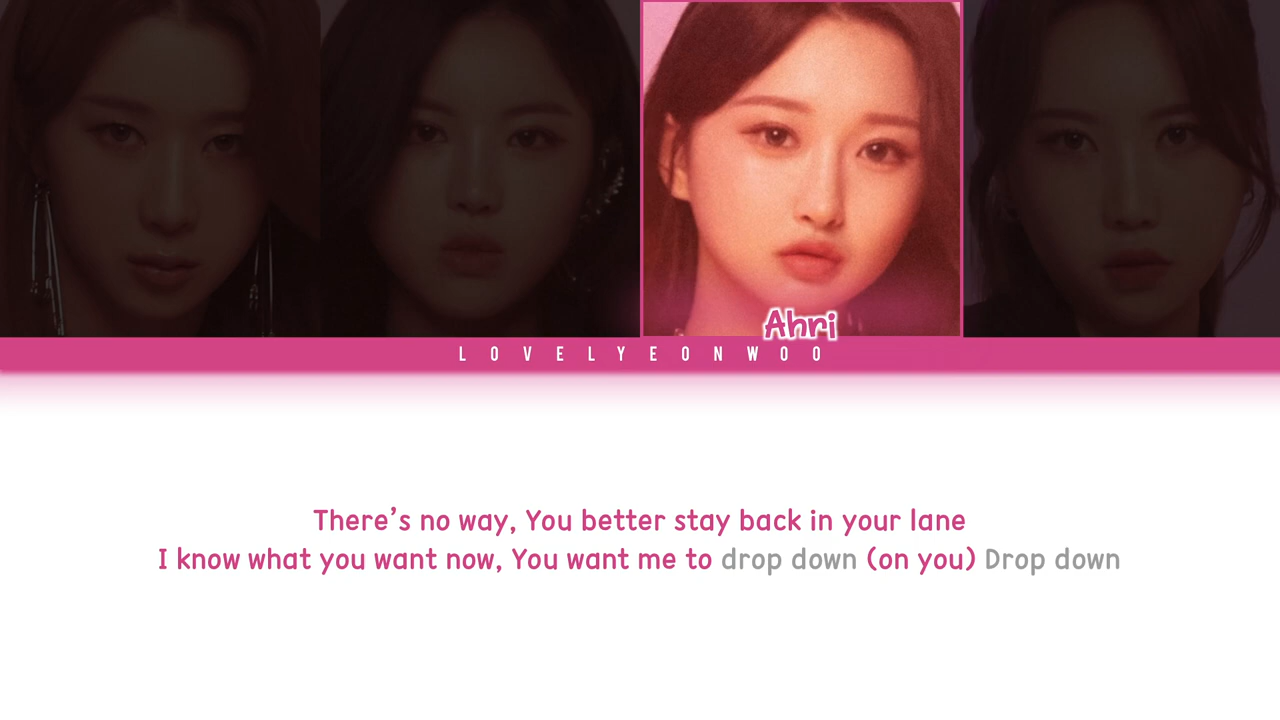 Ahri
LOVELYEONWOO
There's no way, You better stay back in your lane
I know what you want now, You want me to drop down (on you) Drop down